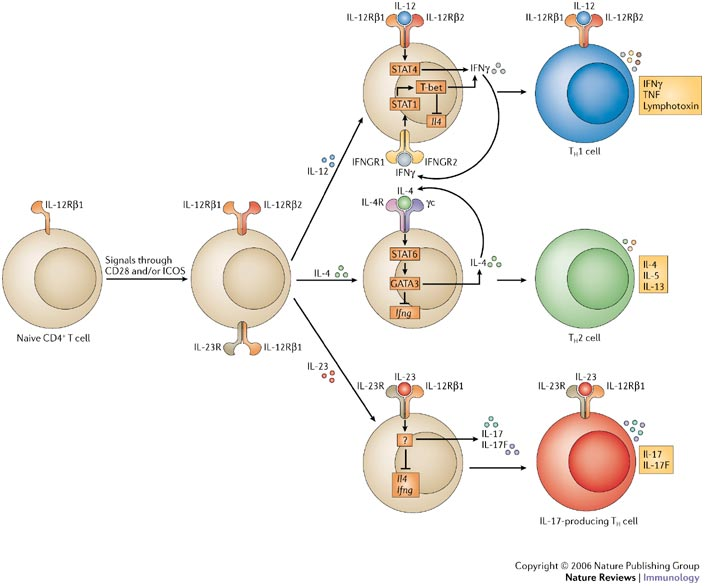 IL-12
IL-12Rβ1
IL-12Rβ2
STAT4
IFNγ
T-bet
STAT1
Il4
IFNGR1
IFNGR2
IFNγ
IL-12
IL-12
IL-12Rβ1
IL-12Rβ2
IFNγ
TNF
Lymphotoxin
TH1 cell
IL-12Rβ1
Naive CD4+ T cell
Signals through
CD28 and/or ICOS
IL-12Rβ1
IL-12Rβ2
IL-23R
IL-12Rβ1
IL-4
IL-4
IL-4R
γc
STAT6
GATA3
Ifng
IL-4
IL-4
IL-5
IL-13
TH2 cell
IL-23
IL-23
IL-23R
IL-12Rβ1
?
Il4
Ifng
IL-17
IL-17F
IL-23
IL-23R
IL-12Rβ1
Il-17
IL-17F
IL-17-producing TH cell
Copyright © 2006 Nature Publishing Group
Nature Reviews | Immunology